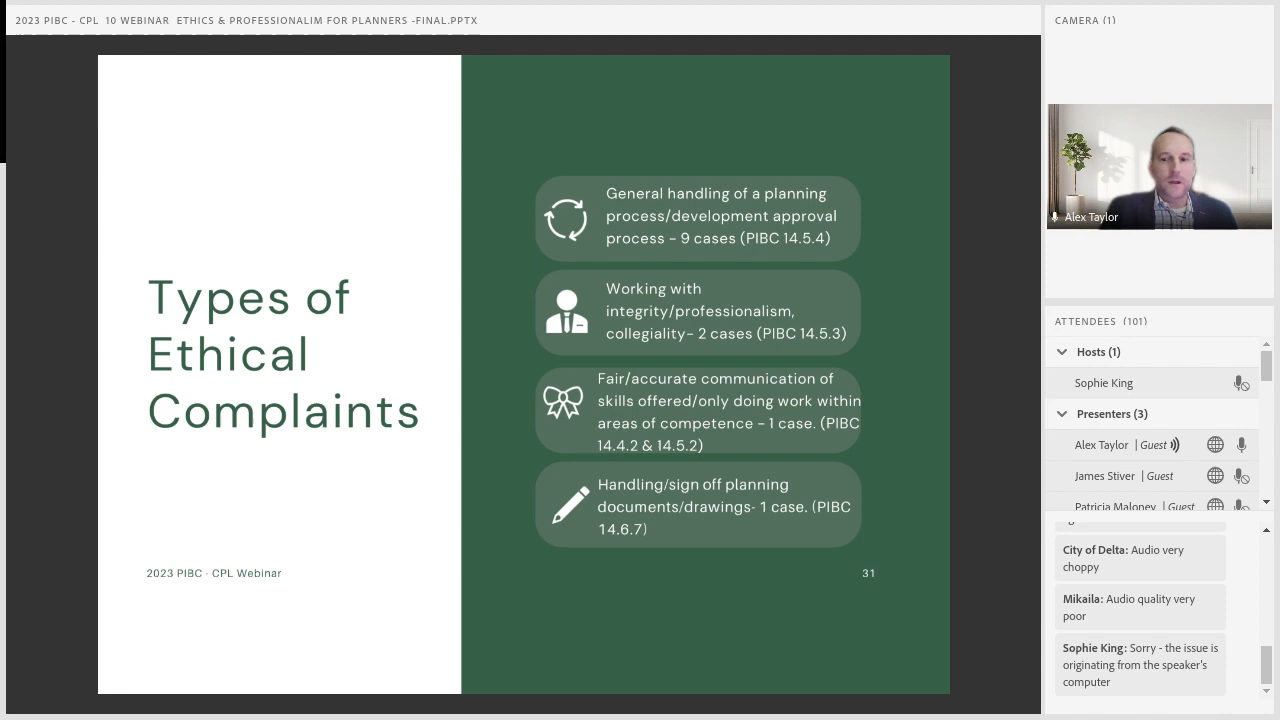 2023 PIBC - CPL 10 WEBINAR ETHICS & PROFESSIONALIM FOR PLANNERS -FINAL.PPTX
Types of
Ethical
Complaints
2023 PIBC · CPL Webinar
General handling of a planning
process/development approval
process – 9 cases (PIBC 14.5.4)
Working with
integrity/professionalism,
collegiality– 2 cases (PIBC 14.5.3)
Fair/accurate communication of
skills offered/only doing work within
areas of competence – 1 case. (PIBC
14.4.2 & 14.5.2)
Handling/sign off planning
documents/drawings- 1 case. (PIBC
14.6.7)
31
CAMERA (1)
Alex Taylor
ATTENDEES (101)
Hosts (1)
Sophie King
Presenters (3)
Alex Taylor | Guest
James Stiver | Guest
Patricia Maloney | Guest
City of Delta: Audio very
choppy
Mikaila: Audio quality very
poor
Sophie King: Sorry - the issue is
originating from the speaker's
computer